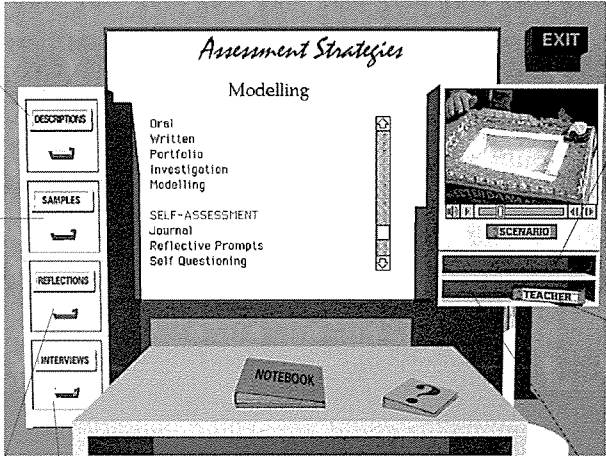 Assessment Strategies
EXIT
Modelling
DESCRIPTIONS
Oral
Written
Portfolio
Investigation
Modelling
SAMPLES
SELF-ASSESSMENT
Journal
Reflective Prompts
Self Questioning
SCENARIO
REFLECTIONS
TEACHER
INTERVIEWS
NOTEBOOK
?